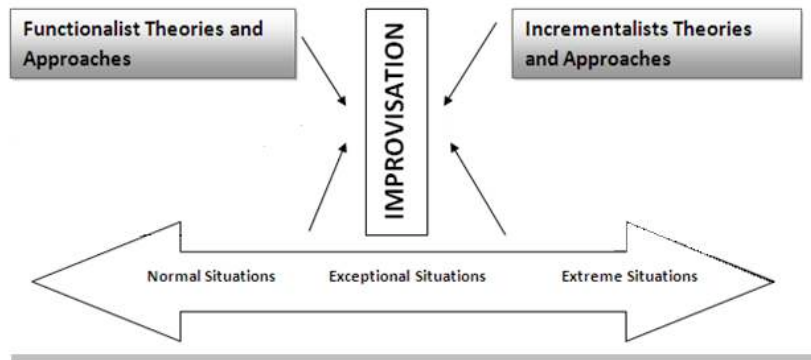 Functionalist Theories and
Approaches
IMPROVISATION
Incrementalists Theories
and Approaches
Normal Situations
Exceptional Situations
Extreme Situations